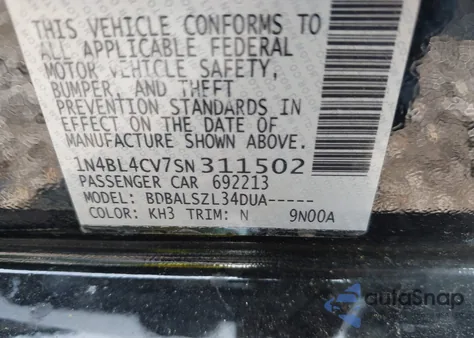 THIS VEHICLE CONFORMS TO
ALL APPLICABLE FEDERAL
MOTOR VEHICLE SAFETY,
BUMPER, AND THEFT
PREVENTION STANDARDS IN
EFFECT ON THE DATE OF
MANUFACTURE SHOWN ABOVE.
1N4BL4CV7SN311502
PASSENGER CAR 692213
MODEL: BDBALSZL34DUA-----
COLOR: KH3 TRIM: N 9N00A
autoSnap